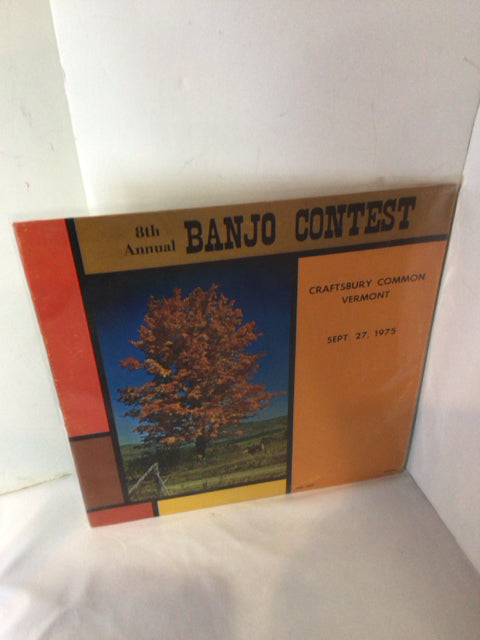 8th
Annual
BANJO CONTEST
CRAFTSBURY COMMON
VERMONT
SEPT. 27, 1975